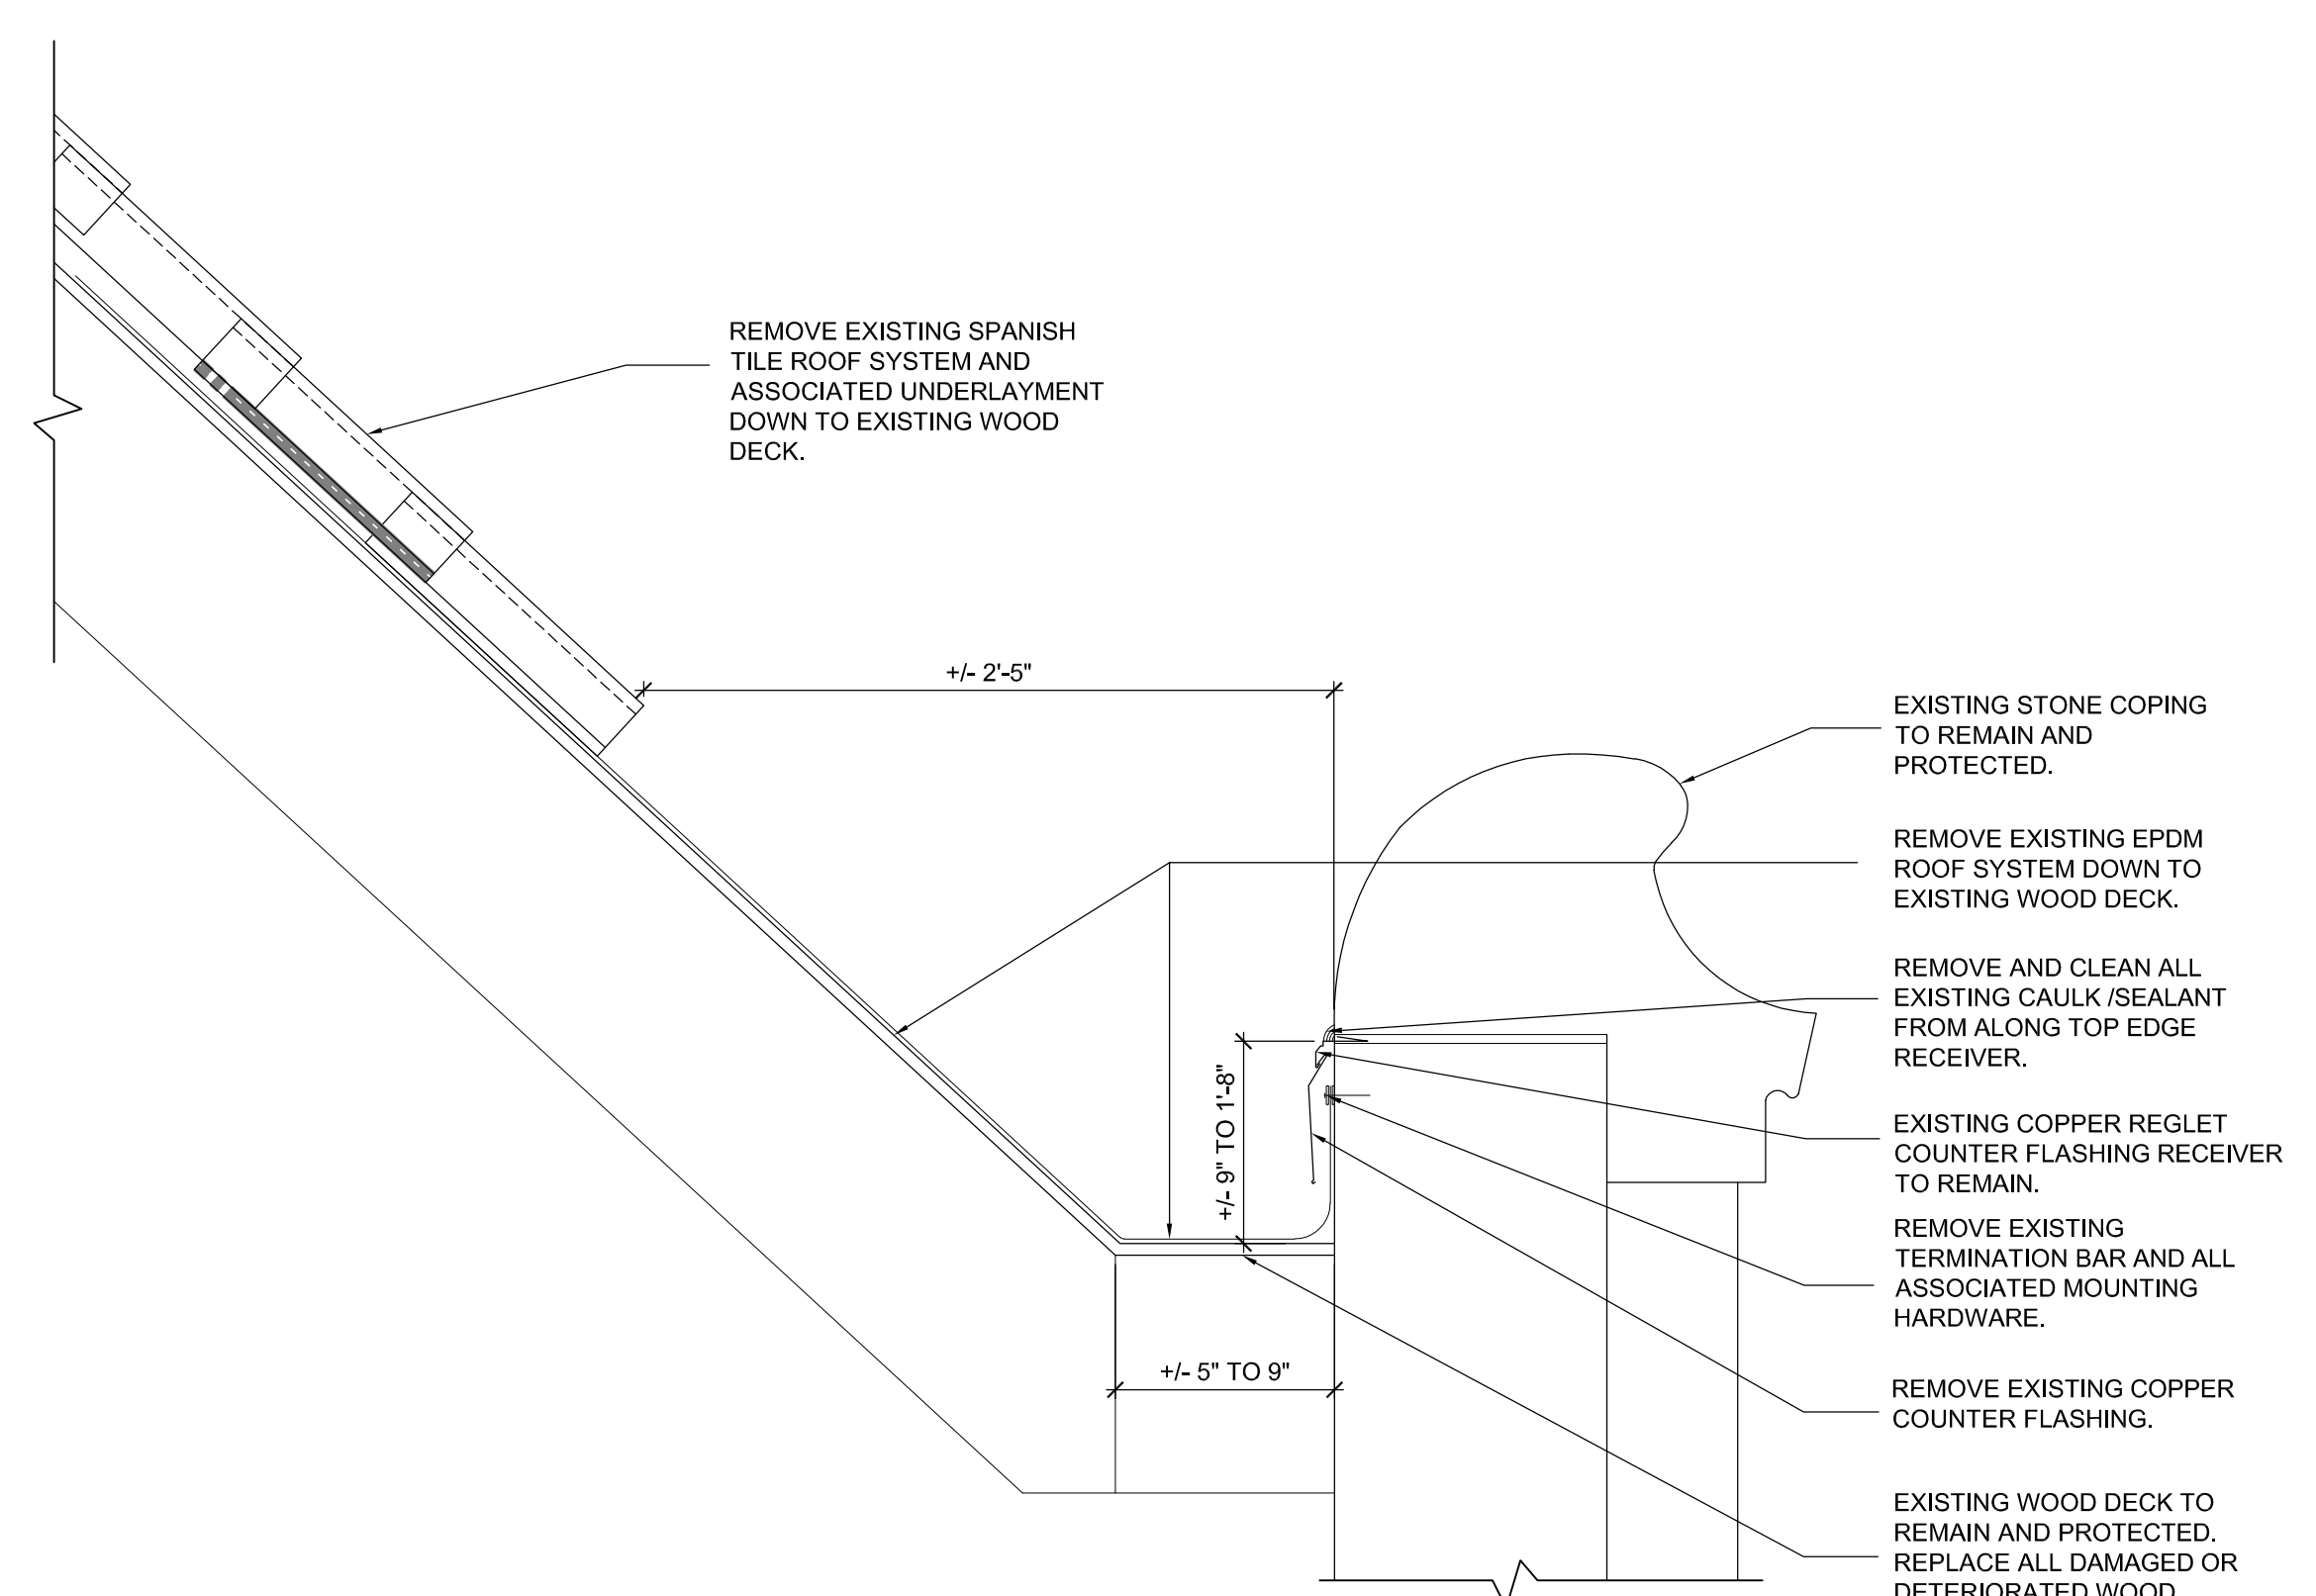 REMOVE EXISTING SPANISH
TILE ROOF SYSTEM AND
ASSOCIATED UNDERLAYMENT
DOWN TO EXISTING WOOD
DECK.
+/- 2'-5"
EXISTING STONE COPING
TO REMAIN AND
PROTECTED.
REMOVE EXISTING EPDM
ROOF SYSTEM DOWN TO
EXISTING WOOD DECK.
REMOVE AND CLEAN ALL
EXISTING CAULK /SEALANT
FROM ALONG TOP EDGE
RECEIVER.
+/- 9" TO 1'-8"
EXISTING COPPER REGLET
COUNTER FLASHING RECEIVER
TO REMAIN.
REMOVE EXISTING
TERMINATION BAR AND ALL
ASSOCIATED MOUNTING
HARDWARE.
+/- 5" TO 9"
REMOVE EXISTING COPPER
COUNTER FLASHING.
EXISTING WOOD DECK TO
REMAIN AND PROTECTED.
REPLACE ALL DAMAGED OR
DETERIORATED WOOD